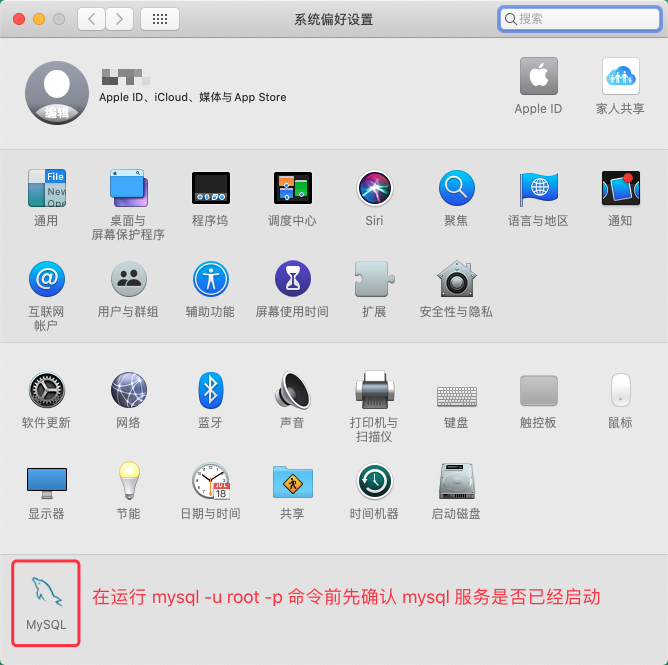 系统偏好设置
搜索
编辑
Apple ID、iCloud、媒体与 App Store
Apple ID
家人共享
File
New
Ope
通用
桌面与
屏幕保护程序
程序坞
调度中心
Siri
聚焦
语言与地区
通知
@
互联网
帐户
用户与群组
辅助功能
屏幕使用时间
扩展
安全性与隐私
软件更新
网络
蓝牙
声音
打印机与
扫描仪
键盘
触控板
鼠标
显示器
节能
JUL
18
日期与时间
共享
时间机器
启动磁盘
MySQL
在运行 mysql -u root -p 命令前先确认 mysql 服务是否已经启动